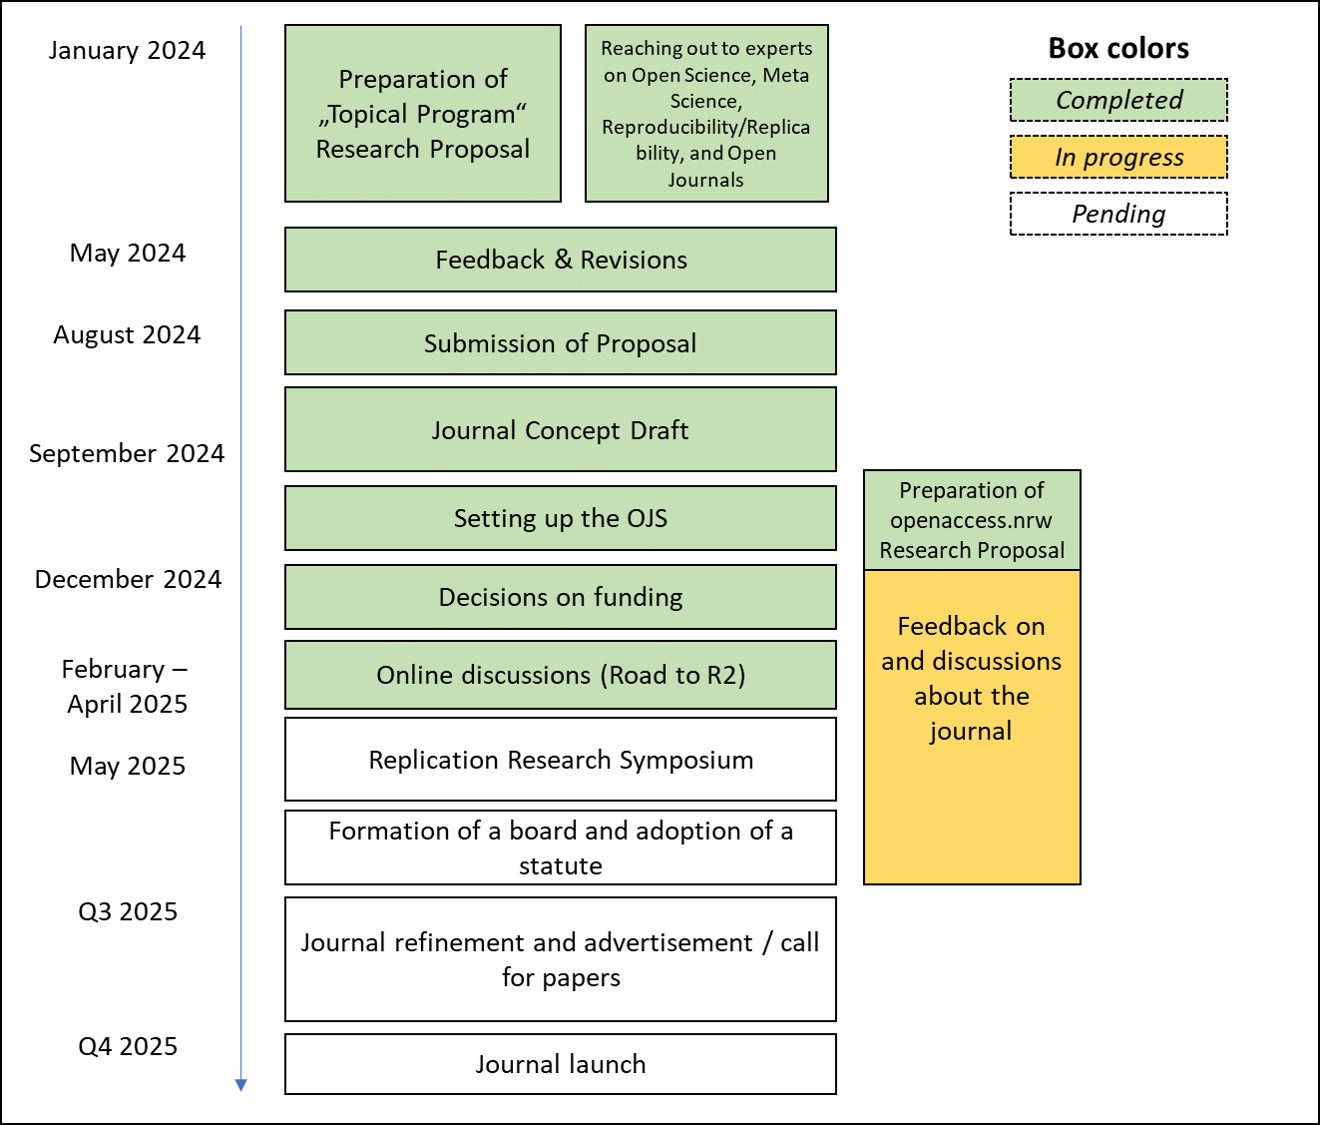 January 2024
Preparation of
„Topical Program“
Research Proposal
Reaching out to experts
on Open Science, Meta
Science,
Reproducibility/Replica
bility, and Open
Journals
Box colors
Completed
In progress
Pending
May 2024
Feedback & Revisions
August 2024
Submission of Proposal
Journal Concept Draft
September 2024
Setting up the OJS
Preparation of
openaccess.nrw
Research Proposal
December 2024
Decisions on funding
Feedback on
and discussions
about the
journal
February –
April 2025
Online discussions (Road to R2)
May 2025
Replication Research Symposium
Formation of a board and adoption of a
statute
Q3 2025
Journal refinement and advertisement / call
for papers
Q4 2025
Journal launch